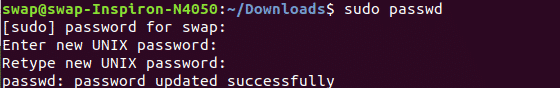 swap@swap-Inspiron-N4050:~/Downloads$ sudo passwd
[sudo] password for swap:
Enter new UNIX password:
Retype new UNIX password:
passwd: password updated successfully